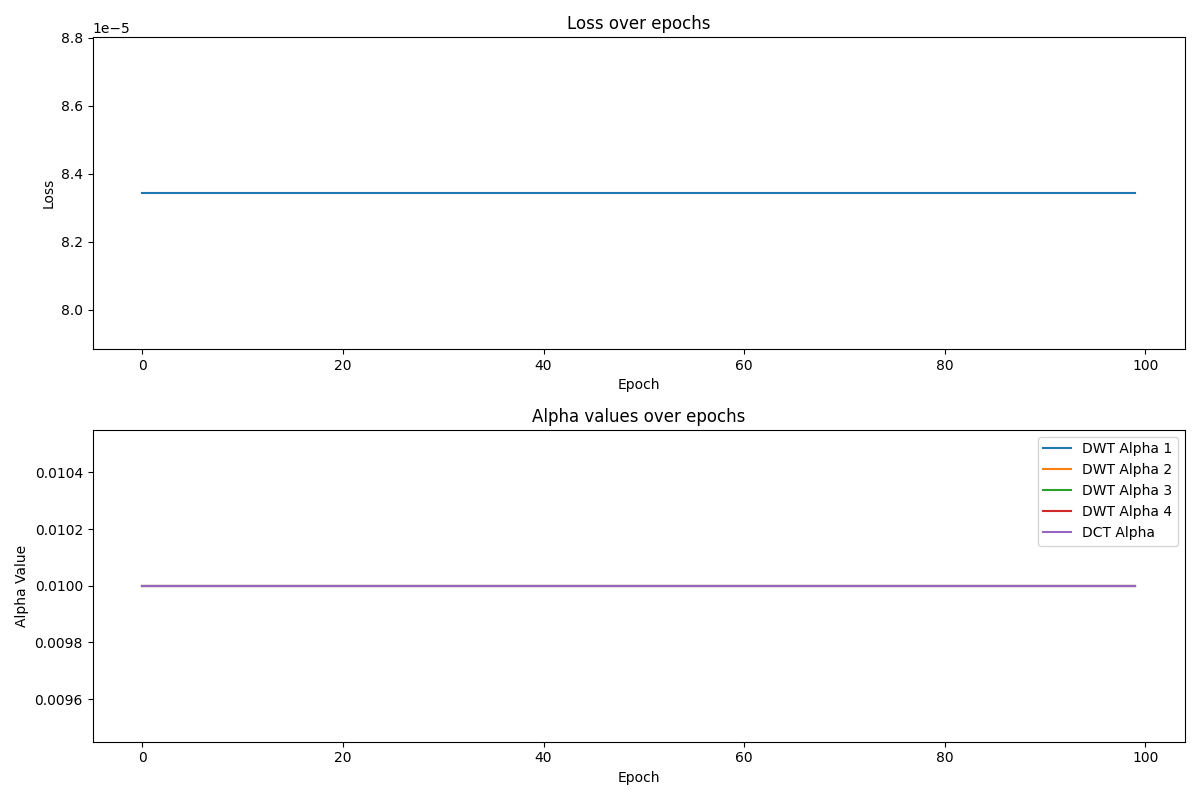 Loss over epochs
1e−5
8.8
8.6
8.4
8.2
8.0
Loss
0 20 40 60 80 100
Epoch
Alpha values over epochs
0.0104
0.0102
0.0100
0.0098
0.0096
Alpha Value
DWT Alpha 1
DWT Alpha 2
DWT Alpha 3
DWT Alpha 4
DCT Alpha
0 20 40 60 80 100
Epoch